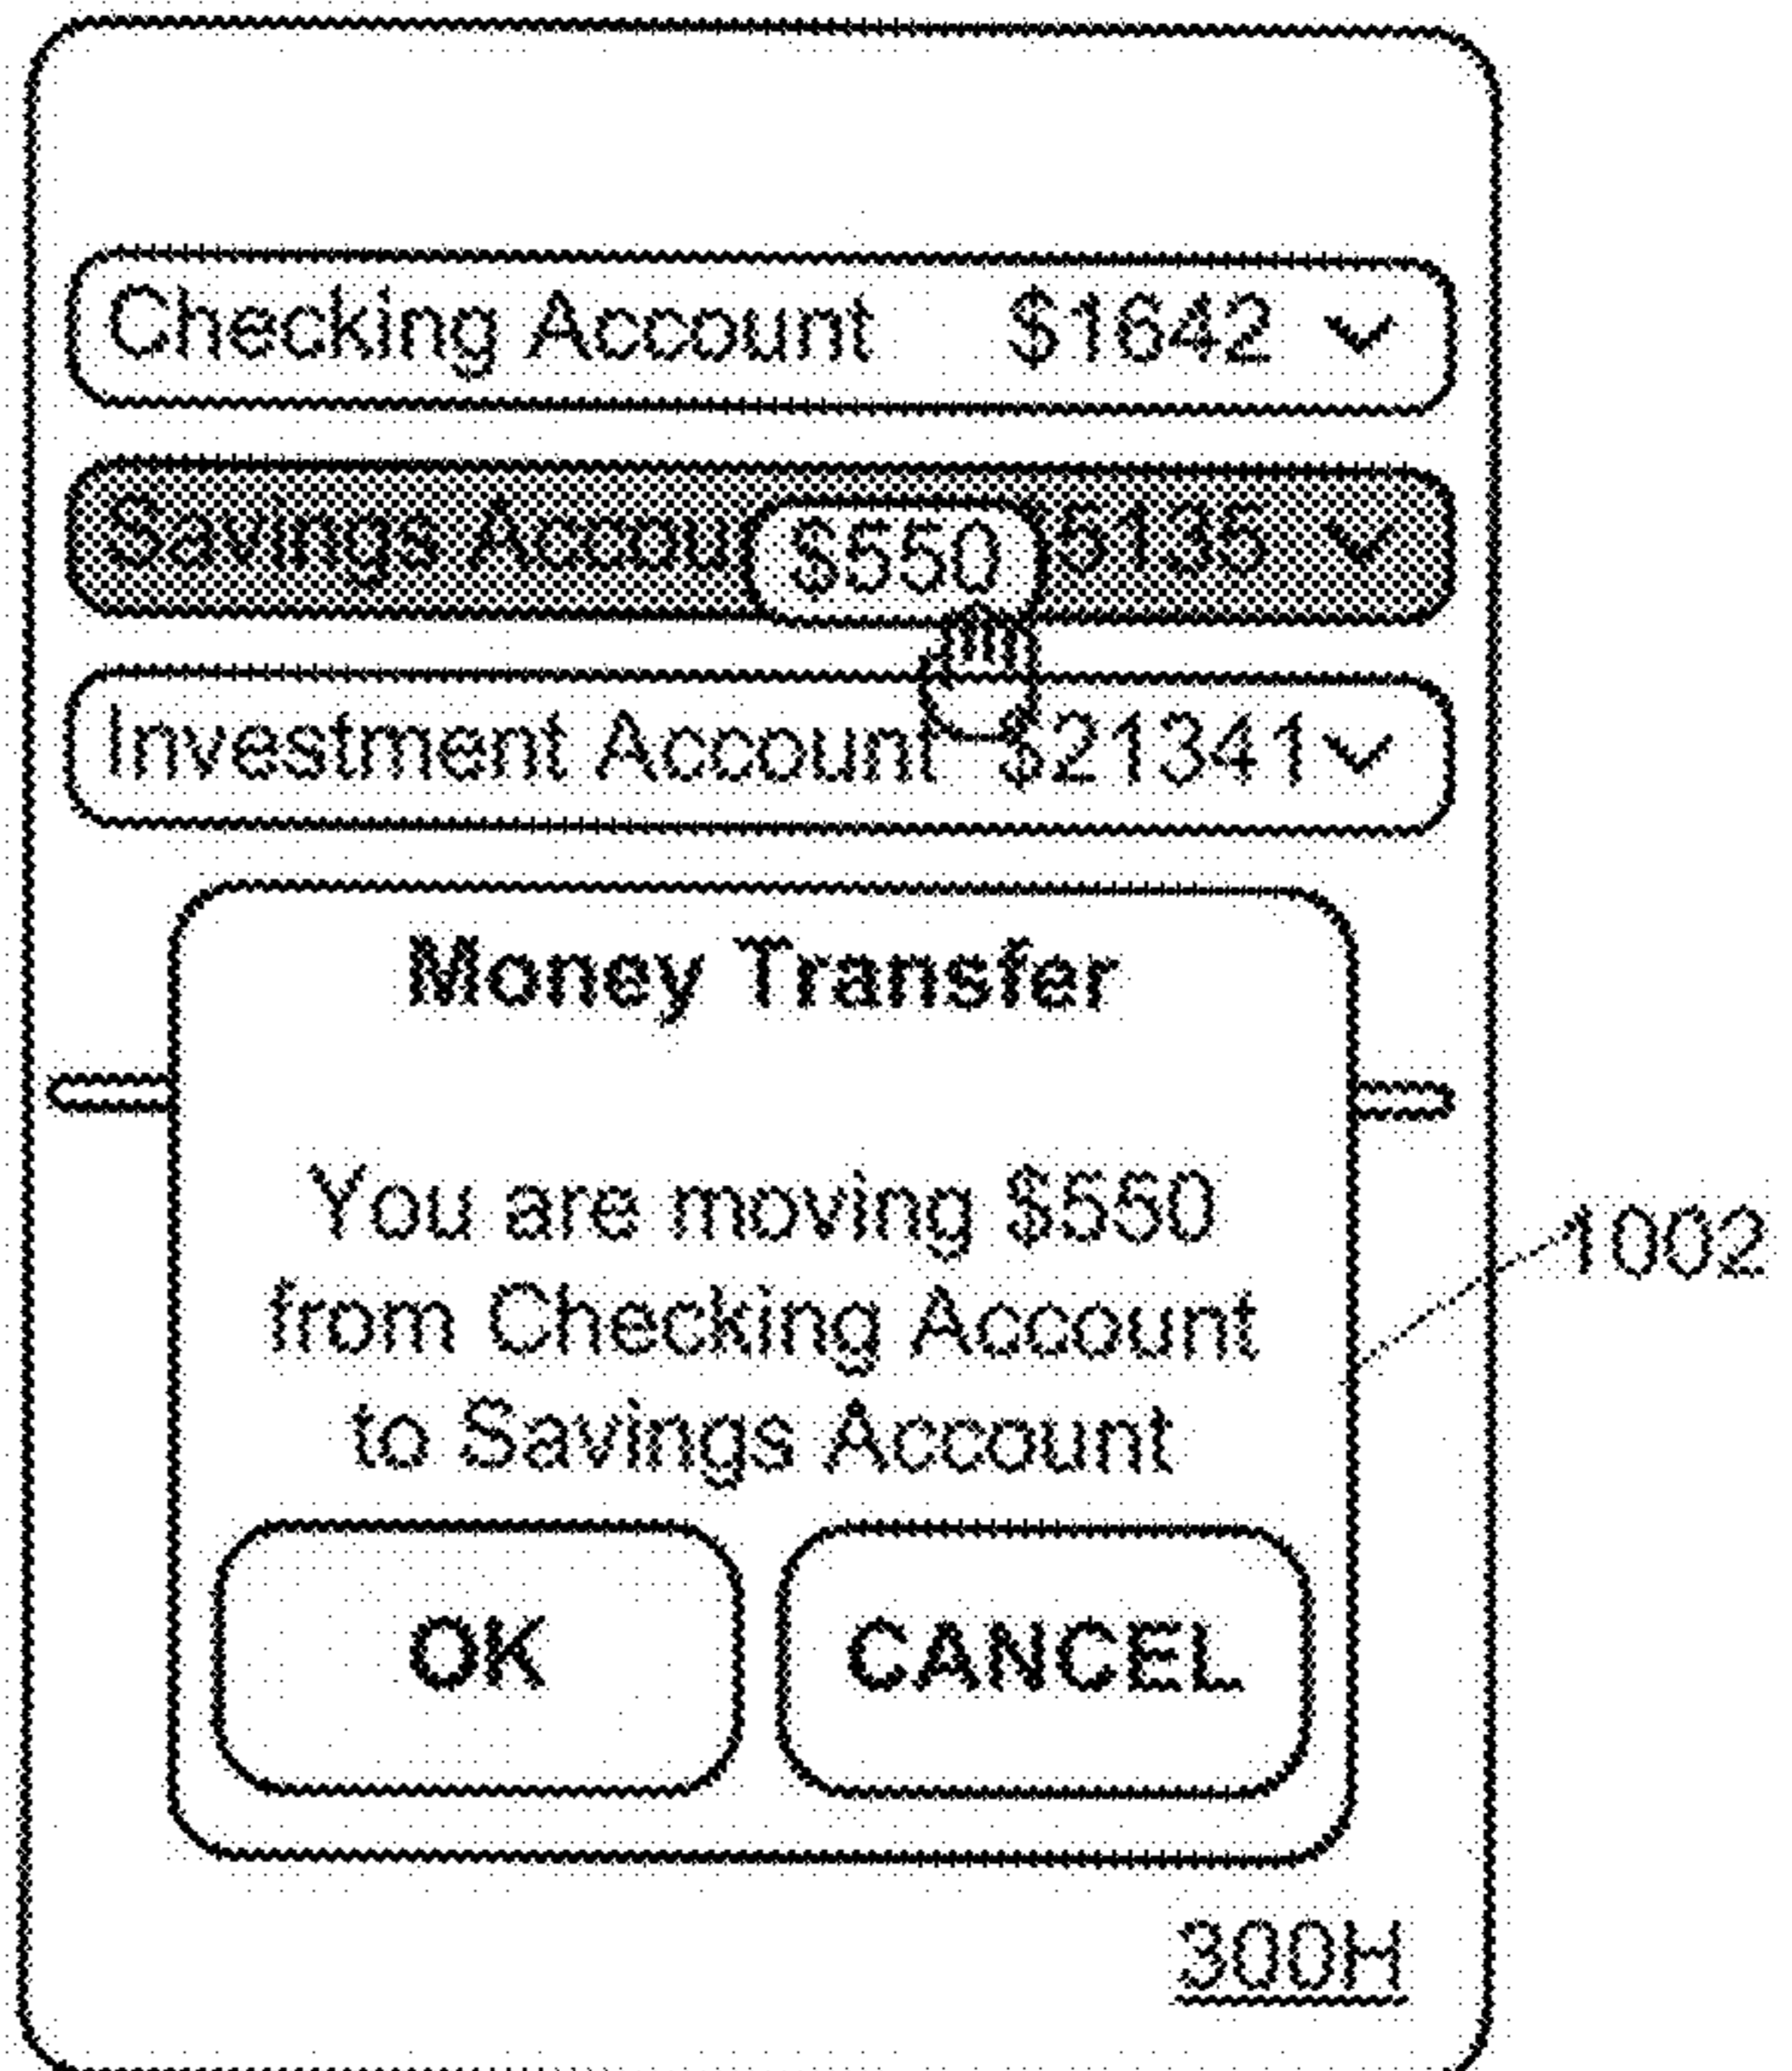 Checking Account $1642
Savings Accou $550 5135
Investment Account $21341
Money Transfer
You are moving $550
from Checking Account
to Savings Account
1002
OK CANCEL
300H